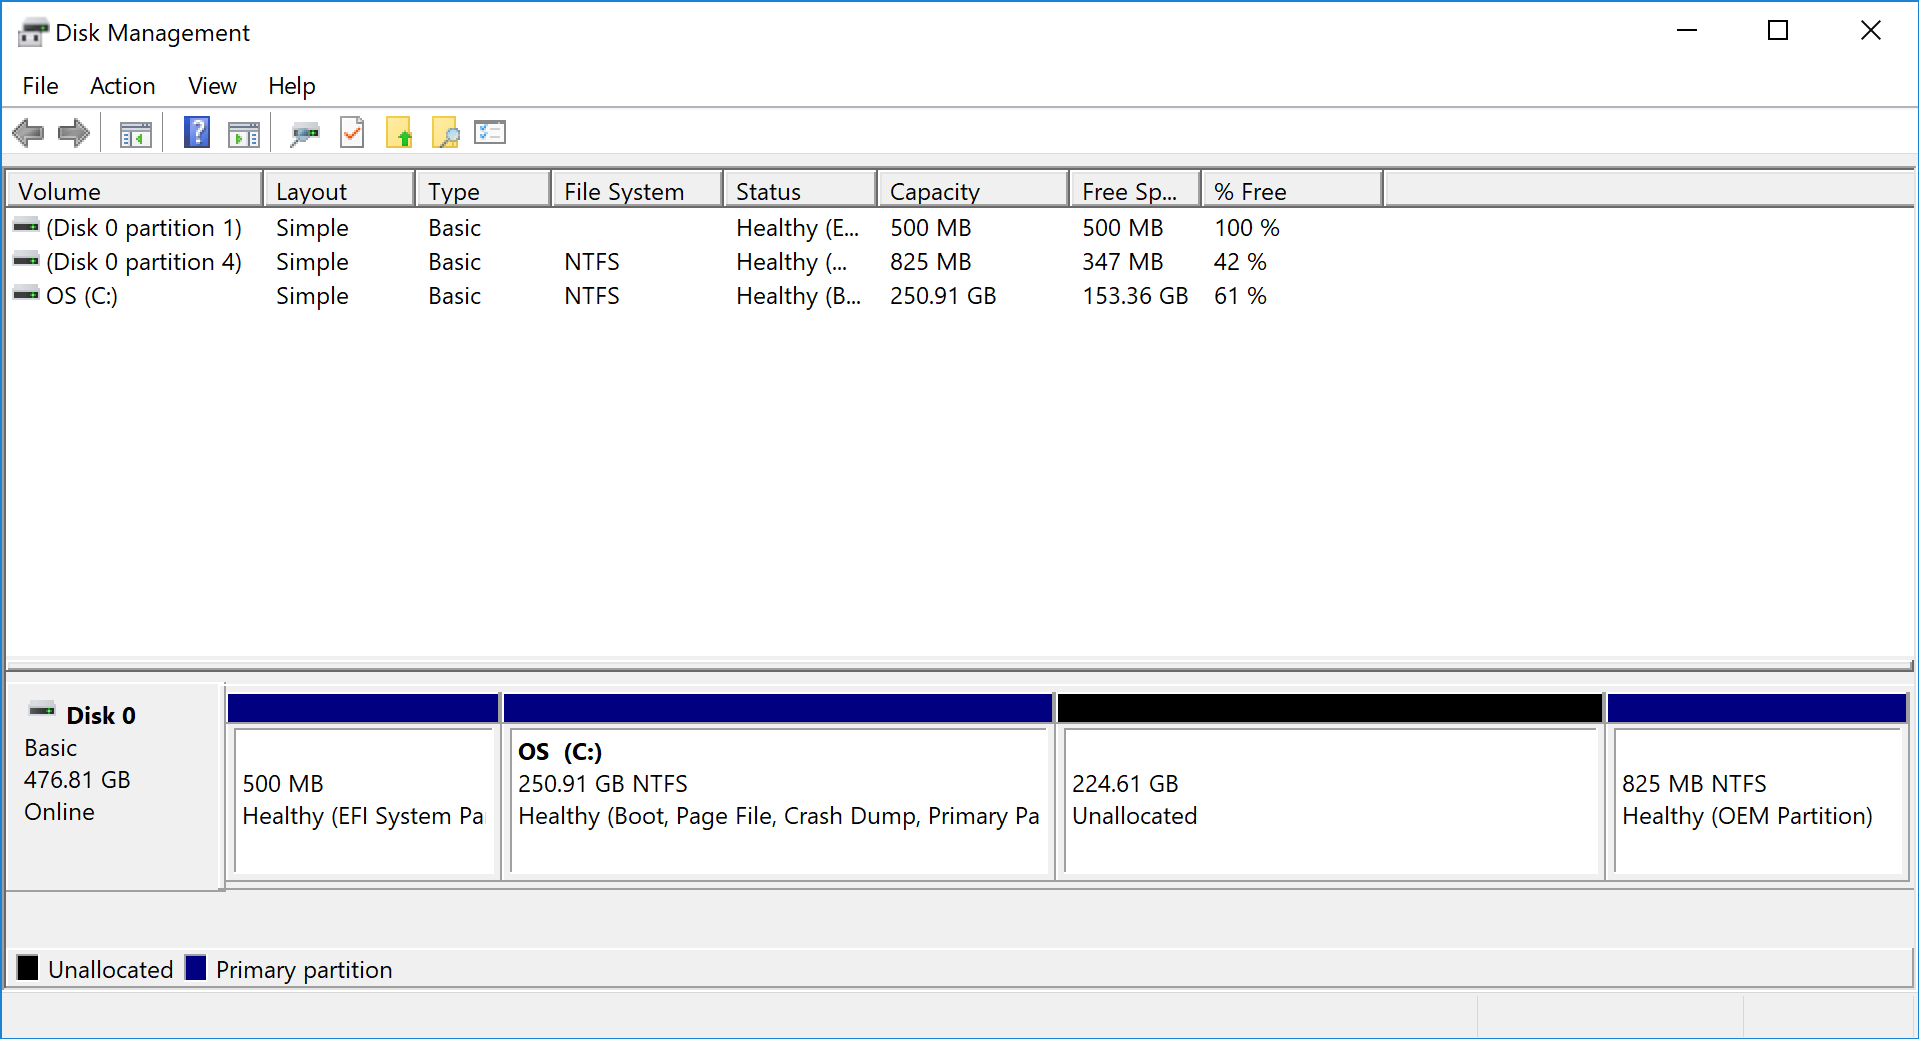 Disk Management
File Action View Help
Volume Layout Type File System Status Capacity Free Sp... % Free
(Disk 0 partition 1) Simple Basic Healthy (E... 500 MB 500 MB 100 %
(Disk 0 partition 4) Simple Basic NTFS Healthy (... 825 MB 347 MB 42 %
OS (C:) Simple Basic NTFS Healthy (B... 250.91 GB 153.36 GB 61 %
Disk 0
Basic
476.81 GB
Online
500 MB
Healthy (EFI System Pa
OS (C:)
250.91 GB NTFS
Healthy (Boot, Page File, Crash Dump, Primary Pa
224.61 GB
Unallocated
825 MB NTFS
Healthy (OEM Partition)
Unallocated Primary partition